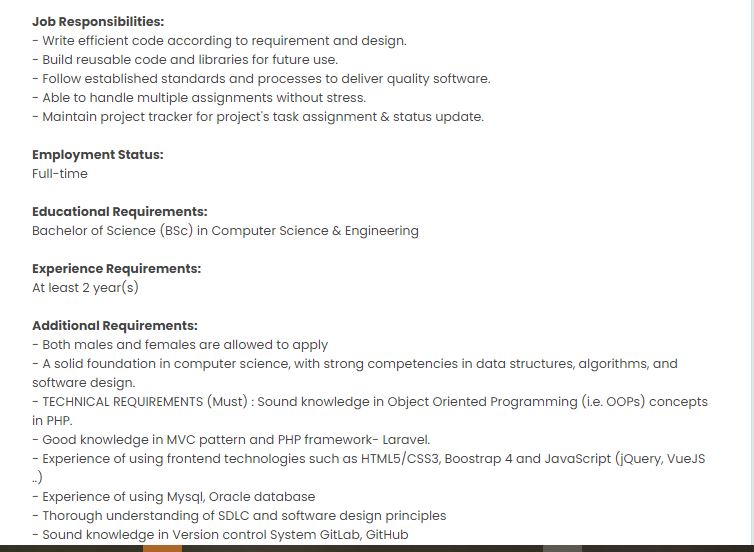 Job Responsibilities:
- Write efficient code according to requirement and design.
- Build reusable code and libraries for future use.
- Follow established standards and processes to deliver quality software.
- Able to handle multiple assignments without stress.
- Maintain project tracker for project's task assignment & status update.
Employment Status:
Full-time
Educational Requirements:
Bachelor of Science (BSc) in Computer Science & Engineering
Experience Requirements:
At least 2 year(s)
Additional Requirements:
- Both males and females are allowed to apply
- A solid foundation in computer science, with strong competencies in data structures, algorithms, and
software design.
- TECHNICAL REQUIREMENTS (Must) : Sound knowledge in Object Oriented Programming (i.e. OOPs) concepts
in PHP.
- Good knowledge in MVC pattern and PHP framework- Laravel.
- Experience of using frontend technologies such as HTML5/CSS3, Boostrap 4 and JavaScript (jQuery, VueJS
..)
- Experience of using Mysql, Oracle database
- Thorough understanding of SDLC and software design principles
- Sound knowledge in Version control System GitLab, GitHub